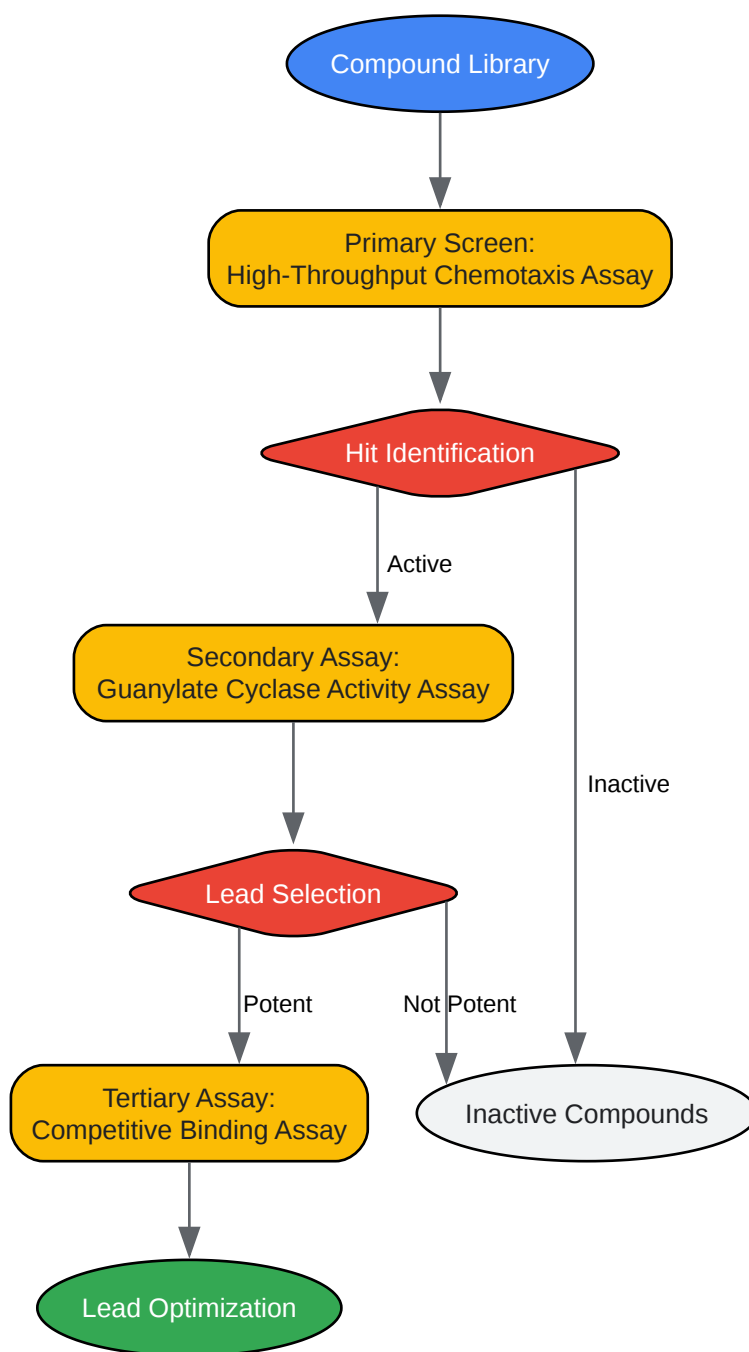 Compound Library
Primary Screen:
High-Throughput Chemotaxis Assay
Hit Identification
Active
Secondary Assay:
Guanylate Cyclase Activity Assay
Inactive
Lead Selection
Potent
Not Potent
Tertiary Assay:
Competitive Binding Assay
Inactive Compounds
Lead Optimization